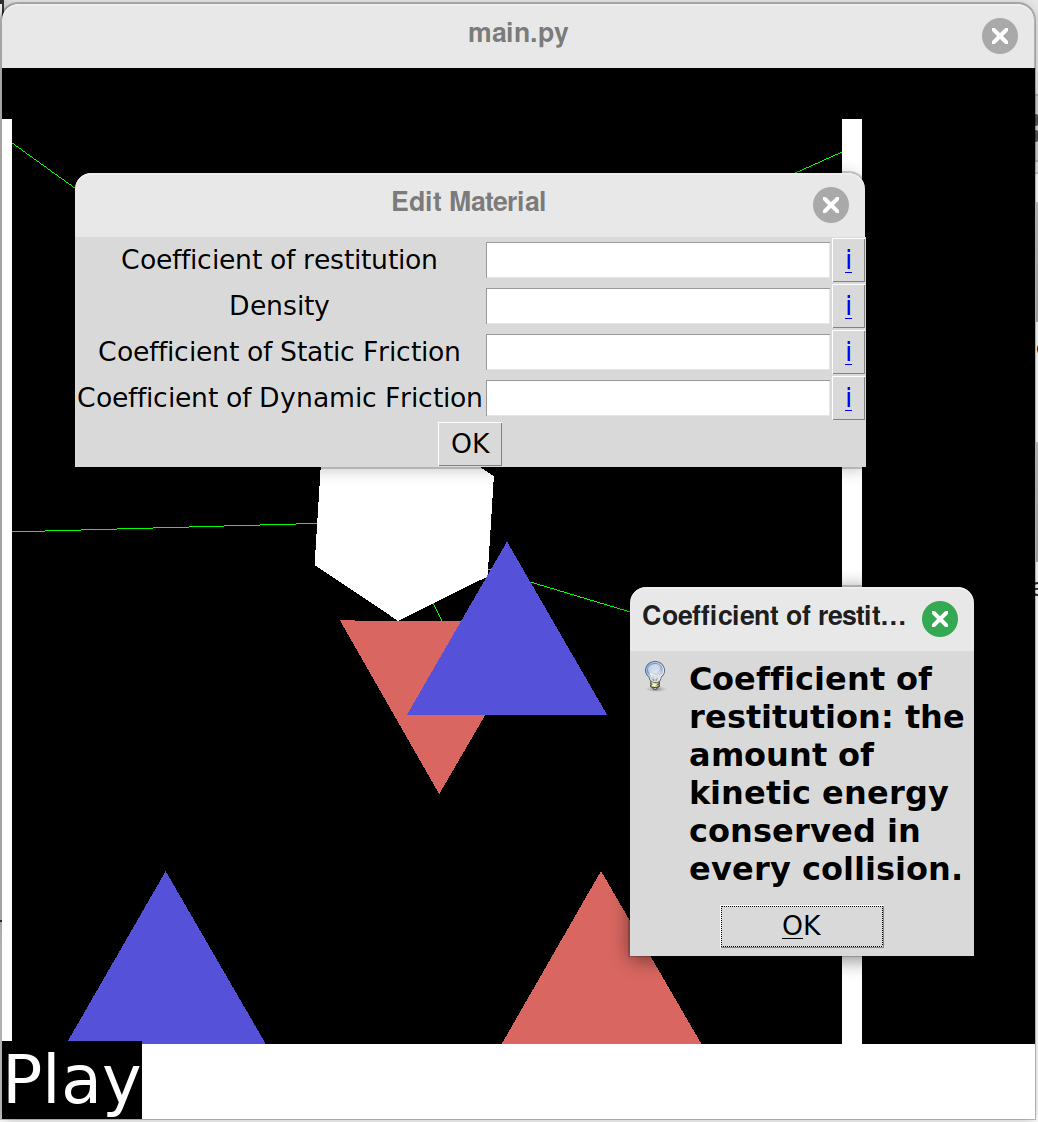 main.py
Edit Material
Coefficient of restitution
i
Density
i
Coefficient of Static Friction
i
Coefficient of Dynamic Friction
i
OK
Coefficient of restit...
Coefficient of
restitution: the
amount of
kinetic energy
conserved in
every collision.
OK
Play